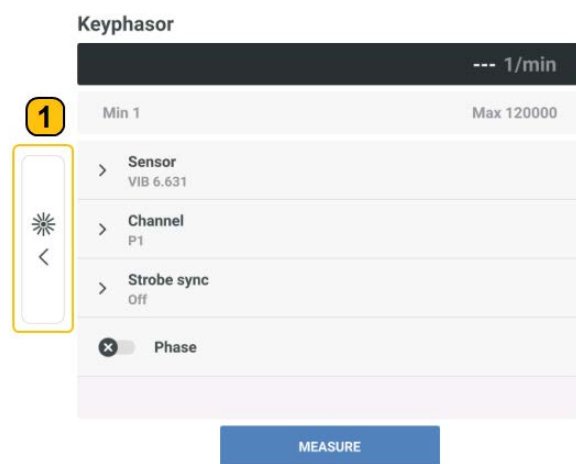 Keyphasor
--- 1/min
1
Min 1 Max 120000
Sensor
VIB 6.631
Channel
P1
Strobe sync
Off
Phase
MEASURE